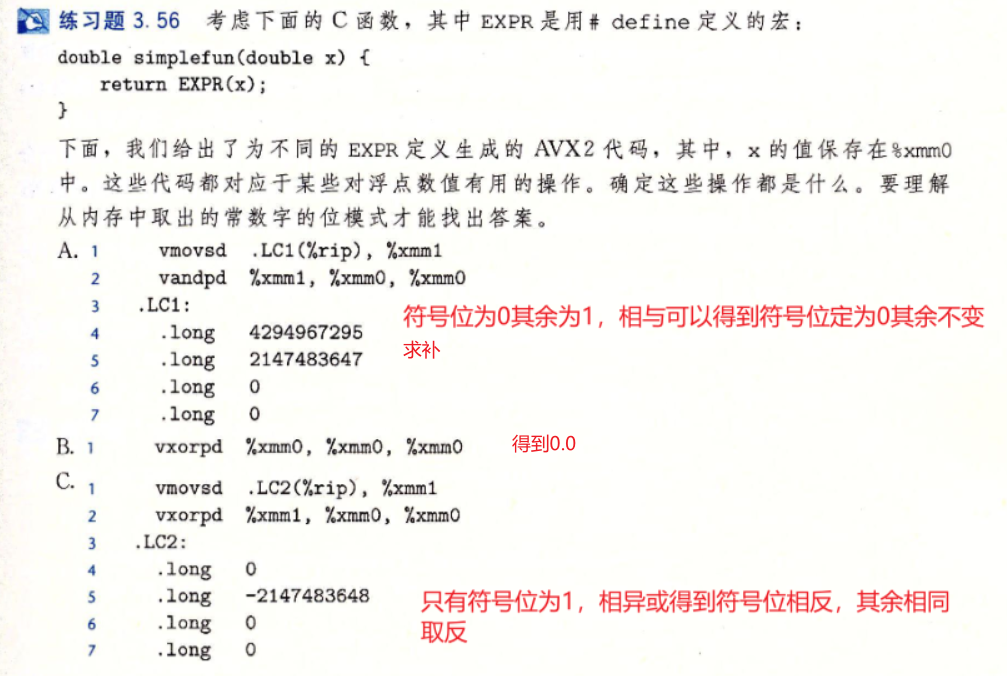 练习题 3.56 考虑下面的 C 函数，其中 EXPR 是用# define 定义的宏：
double simplefun(double x) {
return EXPR(x);
}
下面，我们给出了为不同的 EXPR 定义生成的 AVX2 代码，其中，x 的值保存在%xmm0
中。这些代码都对应于某些对浮点数值有用的操作。确定这些操作都是什么。要理解
从内存中取出的常数字的位模式才能找出答案。
A. 1 vmovsd .LC1(%rip), %xmm1
2 vandpd %xmm1, %xmm0, %xmm0
3 .LC1:
符号位为0其余为1，相与可以得到符号位定为0其余不变
4 .long 4294967295
求补
5 .long 2147483647
6 .long 0
7 .long 0
B. 1 vxorpd %xmm0, %xmm0, %xmm0 得到0.0
C. 1 vmovsd .LC2(%rip), %xmm1
2 vxorpd %xmm1, %xmm0, %xmm0
3 .LC2:
4 .long 0
5 .long -2147483648 只有符号位为1，相异或得到符号位相反，其余相同
6 .long 0 取反
7 .long 0